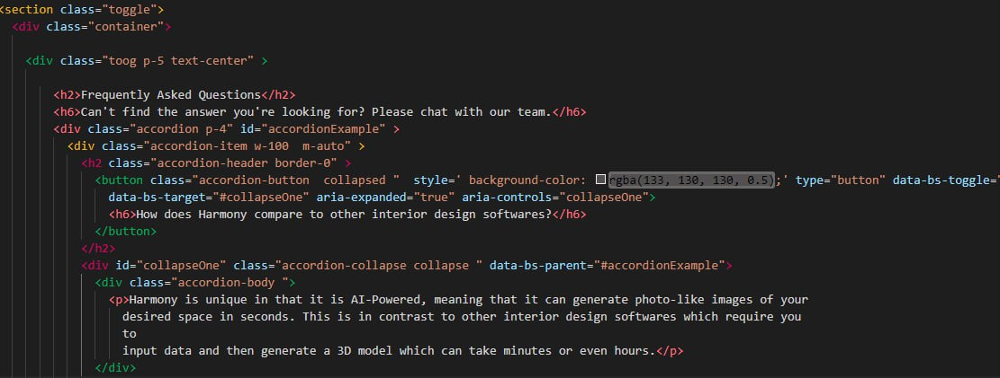 <section class="toggle">
<div class="container">
<div class="toog p-5 text-center" >
<h2>Frequently Asked Questions</h2>
<h6>Can't find the answer you're looking for? Please chat with our team.</h6>
<div class="accordion p-4" id="accordionExample" >
<div class="accordion-item w-100  m-auto" >
<h2 class="accordion-header border-0" >
<button class="accordion-button  collapsed "  style=' background-color: rgba(133, 130, 130, 0.5);' type="button" data-bs-toggle="
data-bs-target="#collapseOne" aria-expanded="true" aria-controls="collapseOne">
<h6>How does Harmony compare to other interior design softwares?</h6>
</button>
</h2>
<div id="collapseOne" class="accordion-collapse collapse " data-bs-parent="#accordionExample">
<div class="accordion-body ">
<p>Harmony is unique in that it is AI-Powered, meaning that it can generate photo-like images of your
desired space in seconds. This is in contrast to other interior design softwares which require you
to
input data and then generate a 3D model which can take minutes or even hours.</p>
</div>